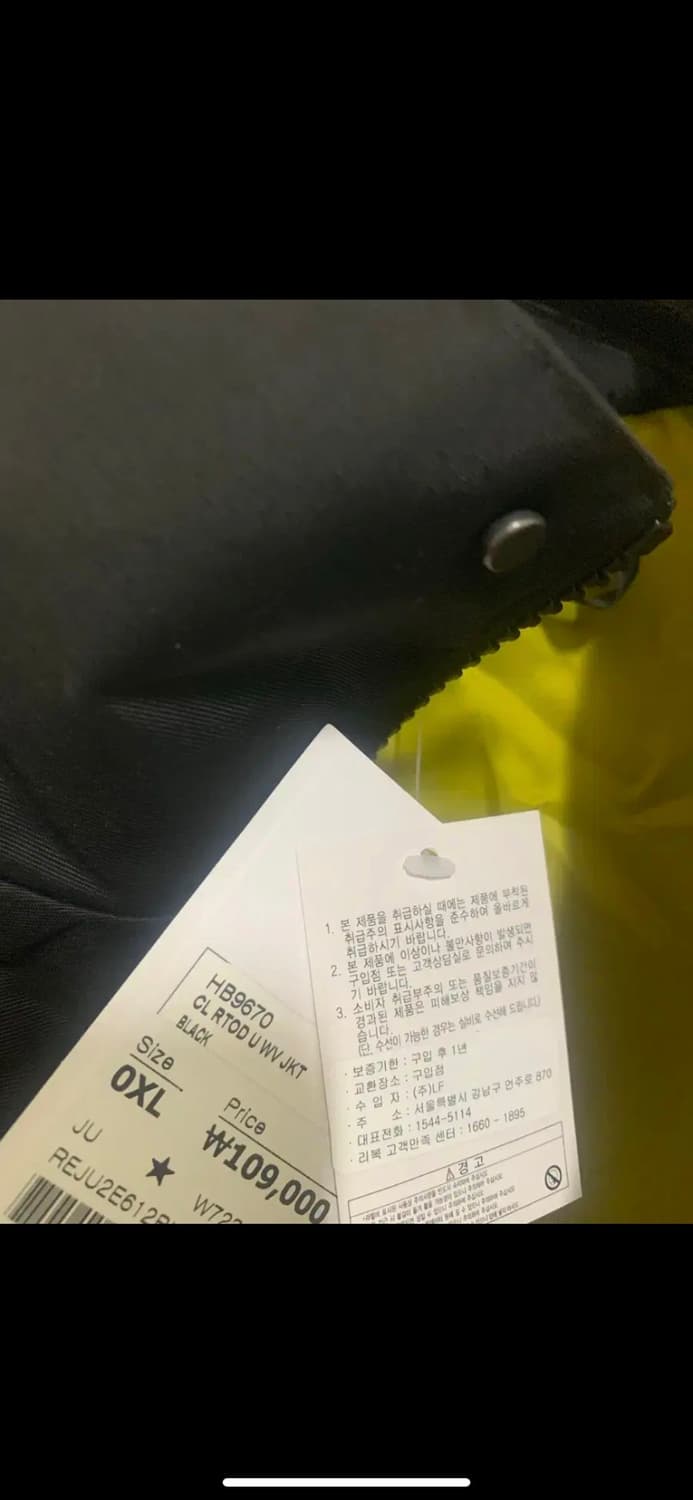 HB9670
CL RTOD U WV JKT
BLACK
Size
OXL
Price
₩109,000
JU
★
REJU2E612B
W72
1. 본 제품을 취급하실 때에는 제품에 부착된
취급주의 표시사항을 준수하여 올바르게
취급하시기 바랍니다.
2. 본 제품에 이상이나 불만사항이 발생되면
구입점 또는 고객상담실로 문의하여 주시
기 바랍니다.
3. 소비자 취급부주의 또는 품질보증기간이
경과된 제품은 피해보상 책임을 지지 않
습니다.
(단, 수선이 가능한 경우는 실비로 수선해 드립니다.)
· 보증기한 : 구입 후 1년
· 교환장소 : 구입점
· 수 입 자 : (주)LF
· 주 소 : 서울특별시 강남구 언주로 870
· 대표전화 : 1544-5114
· 리복 고객만족 센터 : 1660 - 1895
⚠ 경 고